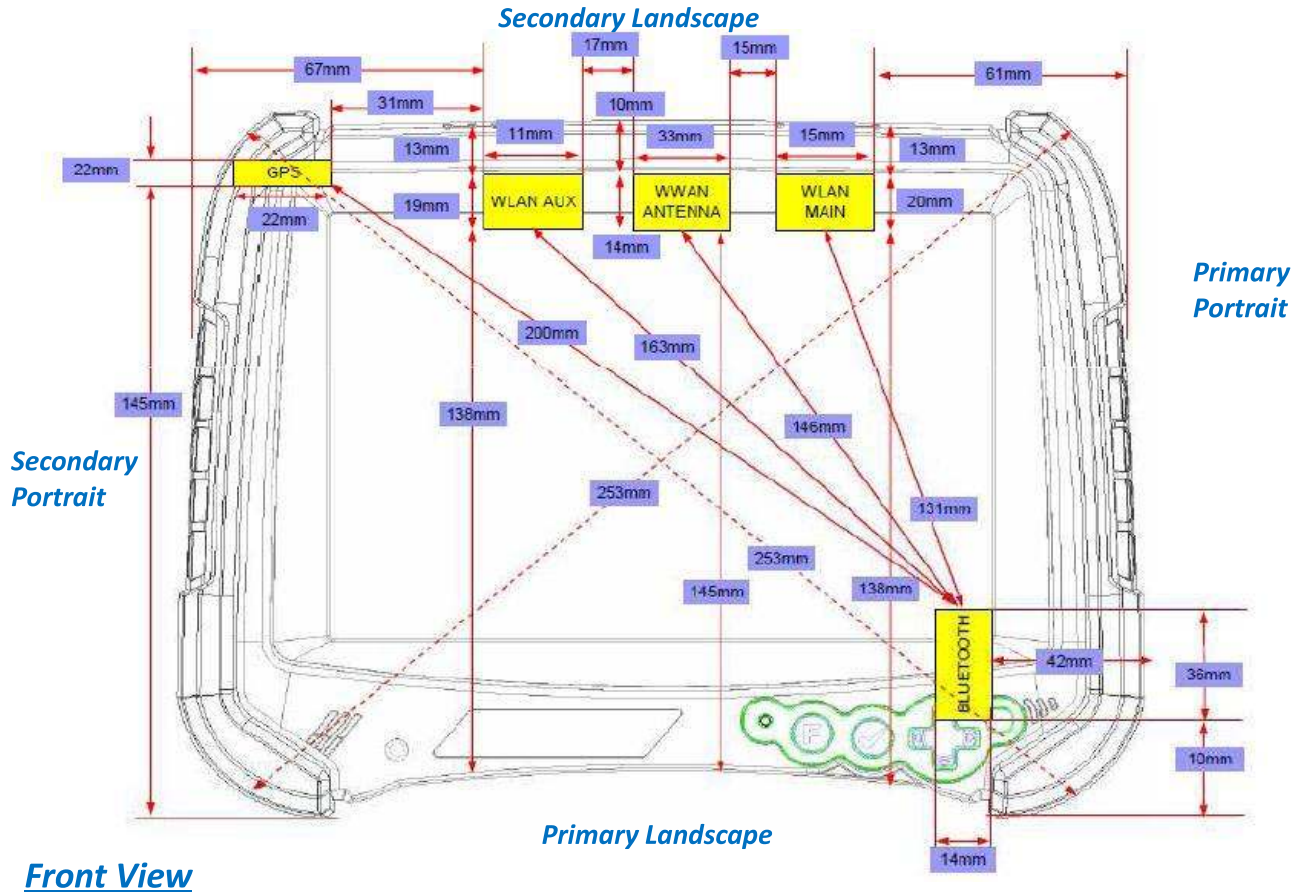 Secondary Landscape
17mm
15mm
67mm
61mm
31mm
10mm
11mm
33mm
15mm
13mm
13mm
22mm
GPS
WLAN AUX
WWAN
ANTENNA
WLAN
MAIN
19mm
20mm
22mm
14mm
Primary
Portrait
200mm
163mm
145mm
138mm
146mm
Secondary
Portrait
253mm
131mm
253mm
145mm
138mm
BLUETOOTH
42mm
36mm
F
10mm
Primary Landscape
14mm
Front View